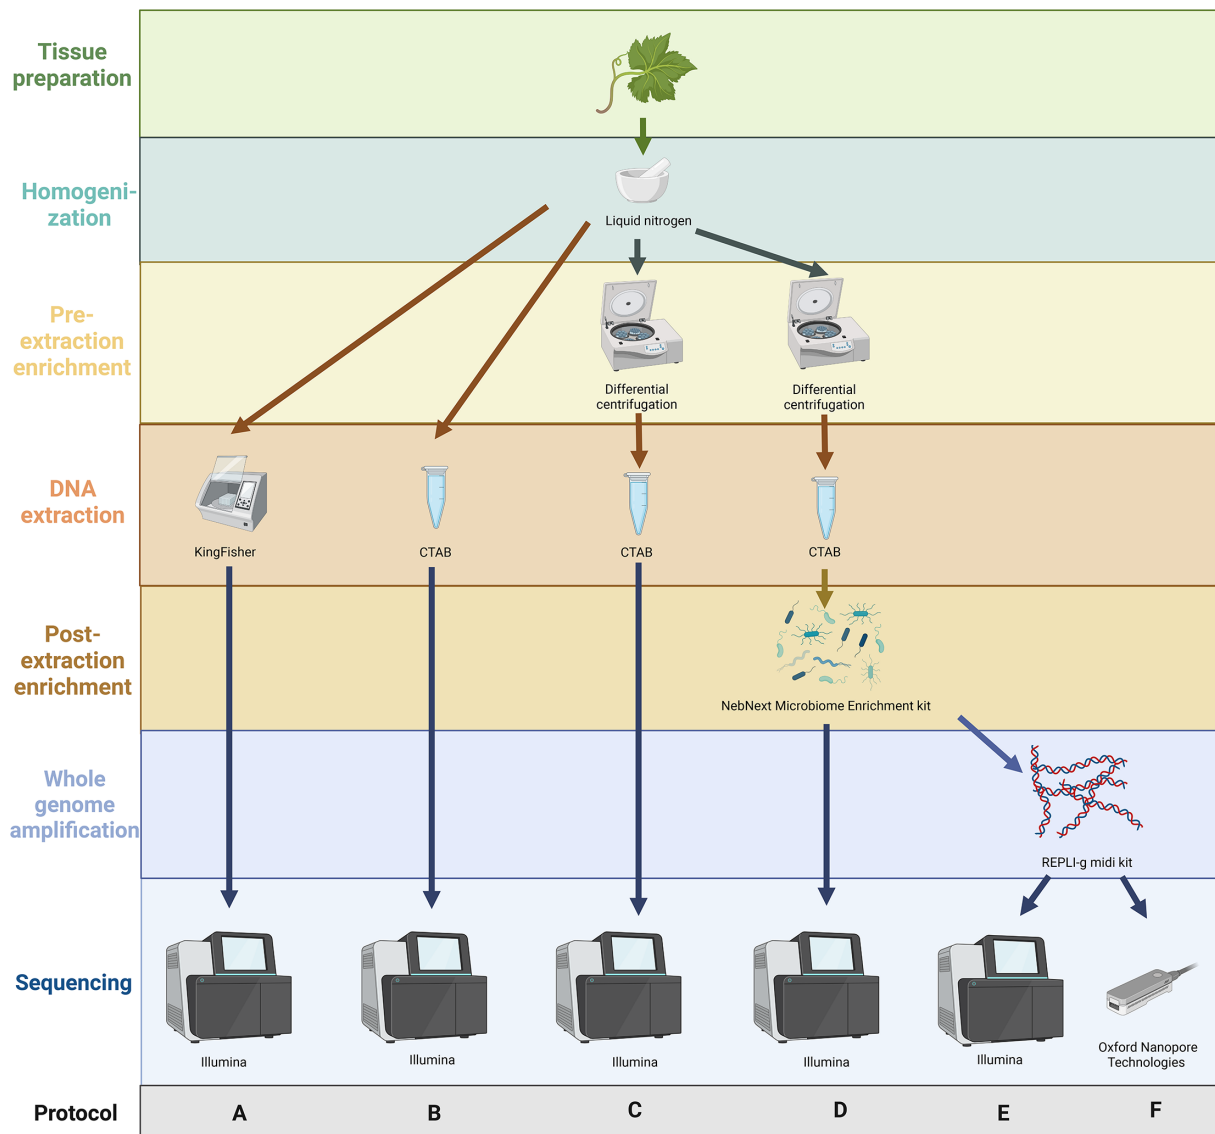 Tissue
preparation
Homogeni-
zation
Liquid nitrogen
Pre-
extraction
enrichment
Differential
centrifugation
Differential
centrifugation
DNA
extraction
KingFisher
CTAB
CTAB
CTAB
Post-
extraction
enrichment
NebNext Microbiome Enrichment kit
Whole
genome
amplification
REPLI-g midi kit
Sequencing
Illumina
Illumina
Illumina
Illumina
Illumina
Oxford Nanopore
Technologies
Protocol A B C D E F